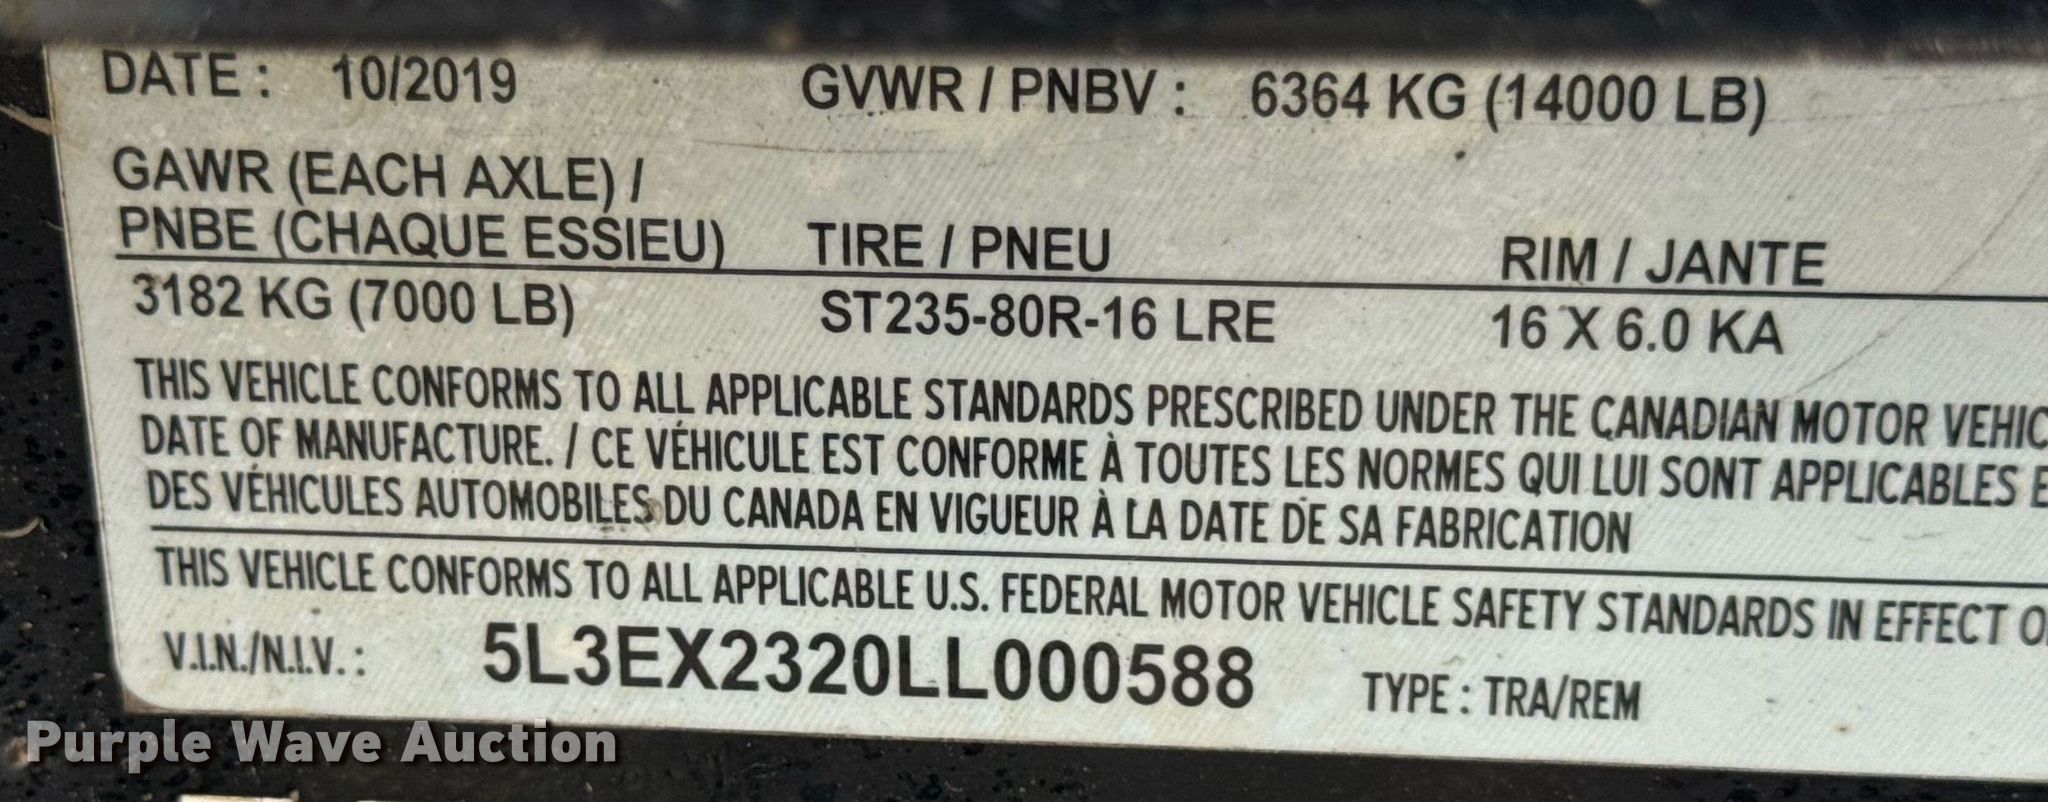 DATE : 10/2019 GVWR / PNBV : 6364 KG (14000 LB)
GAWR (EACH AXLE) /
PNBE (CHAQUE ESSIEU) TIRE / PNEU RIM / JANTE
3182 KG (7000 LB) ST235-80R-16 LRE 16 X 6.0 KA
THIS VEHICLE CONFORMS TO ALL APPLICABLE STANDARDS PRESCRIBED UNDER THE CANADIAN MOTOR VEHIC
DATE OF MANUFACTURE. / CE VÉHICULE EST CONFORME À TOUTES LES NORMES QUI LUI SONT APPLICABLES E
DES VÉHICULES AUTOMOBILES DU CANADA EN VIGUEUR À LA DATE DE SA FABRICATION
THIS VEHICLE CONFORMS TO ALL APPLICABLE U.S. FEDERAL MOTOR VEHICLE SAFETY STANDARDS IN EFFECT O
V.I.N./N.I.V. : 5L3EX2320LL000588 TYPE : TRA/REM
Purple Wave Auction